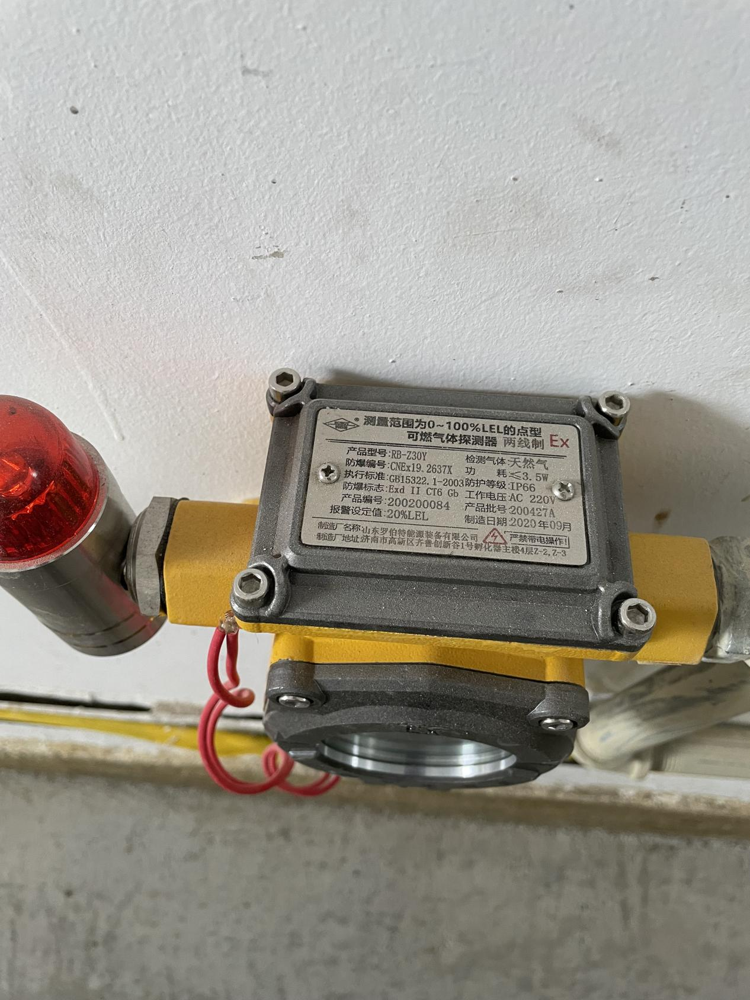 ® 测量范围为0~100%LEL的点型
可燃气体探测器 两线制 Ex
产品型号:RB-Z30Y
检测气体:天然气
防爆编号:CNEx19.2637X
功 耗:≤3.5W
执行标准:GB15322.1-2003
防护等级:IP66
防爆标志:Exd II CT6 Gb
工作电压:AC 220V
产品编号:200200084
产品批号:200427A
报警设定值:20%LEL
制造日期:2020年09月
制造厂名称:山东罗伯特能源装备有限公司
严禁带电操作!
制造厂地址:济南市高新区齐鲁创新谷1号孵化器主楼4层Z-2,Z-3